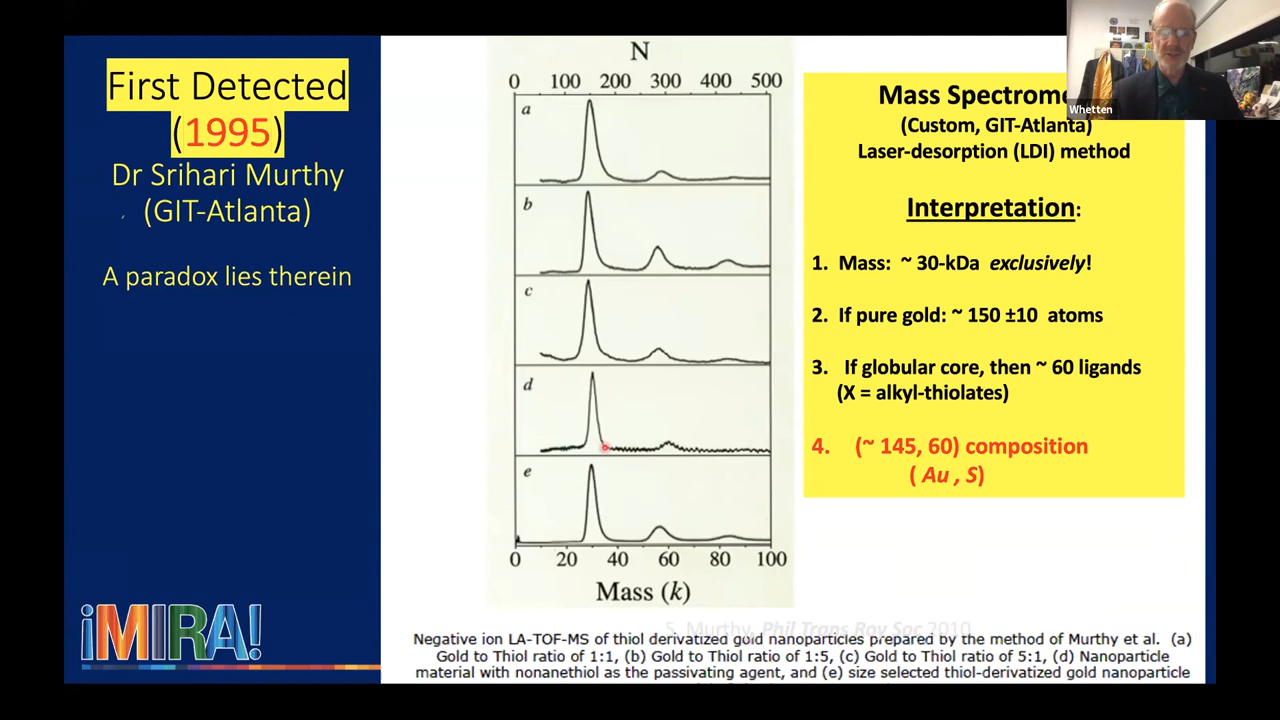 First Detected
(1995)
Dr Srihari Murthy
(GIT-Atlanta)
A paradox lies therein
¡MIRA!
N
0 100 200 300 400 500
a
b
c
d
e
0 20 40 60 80 100
Mass (k)
Mass Spectrome
(Custom, GIT-Atlanta)
Laser-desorption (LDI) method
Interpretation:
1. Mass: ~ 30-kDa exclusively!
2. If pure gold: ~ 150 ±10 atoms
3. If globular core, then ~ 60 ligands
(X = alkyl-thiolates)
4. (~ 145, 60) composition
( Au , S)
Whetten
S. Murthy, Phil Trans Roy Soc 2010
Negative ion LA-TOF-MS of thiol derivatized gold nanoparticles prepared by the method of Murthy et al. (a)
Gold to Thiol ratio of 1:1, (b) Gold to Thiol ratio of 1:5, (c) Gold to Thiol ratio of 5:1, (d) Nanoparticle
material with nonanethiol as the passivating agent, and (e) size selected thiol-derivatized gold nanoparticle